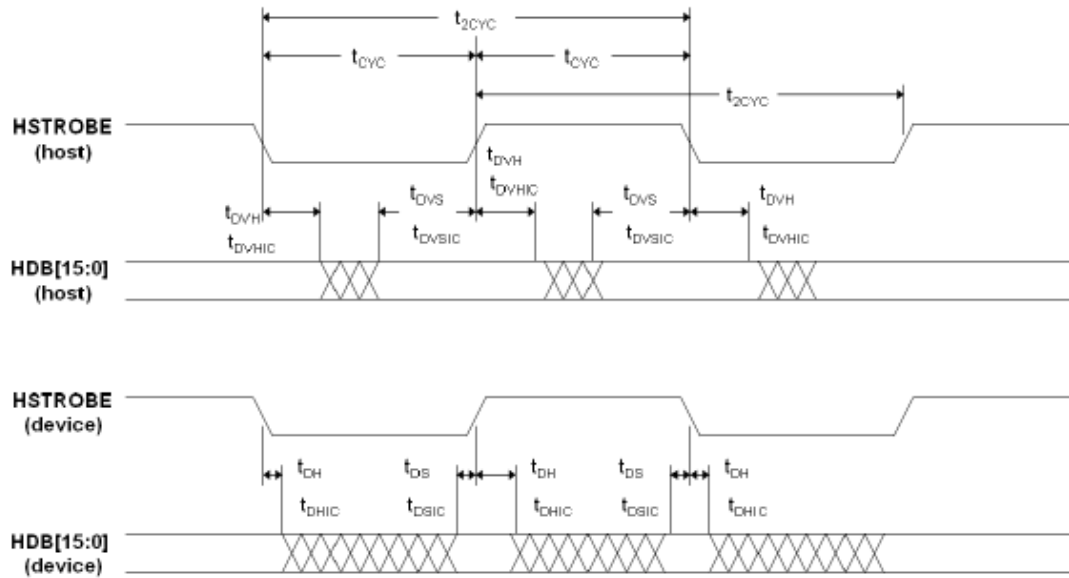 t2CYC
tCYC tCYC
t2CYC
HSTROBE
(host)
tDVH
tDVHIC
tDVS tDVS tDVH
tDVH
tDVSIC tDVSIC tDVHIC
tDVHIC
HDB[15:0]
(host)
HSTROBE
(device)
tDH tDS tDH tDS tDH
tDHIC tDSIC tDHIC tDSIC tDHIC
HDB[15:0]
(device)